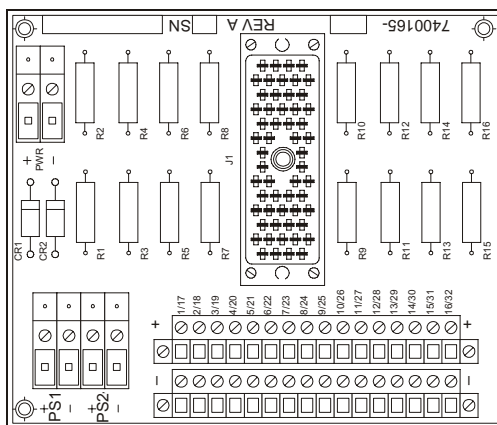 SN REV A 7400165-
R2 R4 R6 R8 R10 R12 R14 R16
+ PWR –
J1
CR1 CR2 R1 R3 R5 R7 R9 R11 R13 R15
1/17 2/18 3/19 4/20 5/21 6/22 7/23 8/24 9/25 10/26 11/27 12/28 13/29 14/30 15/31 16/32
+ +
– –
+ – + –
PS1 PS2